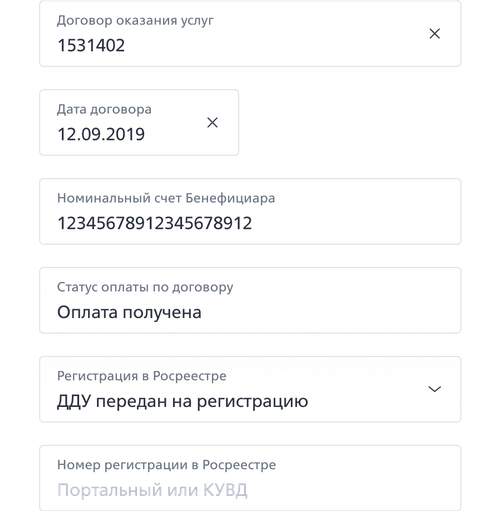 Договор оказания услуг
1531402
Дата договора
12.09.2019
Номинальный счет Бенефициара
12345678912345678912
Статус оплаты по договору
Оплата получена
Регистрация в Росреестре
ДДУ передан на регистрацию
Номер регистрации в Росреестре
Портальный или КУВД